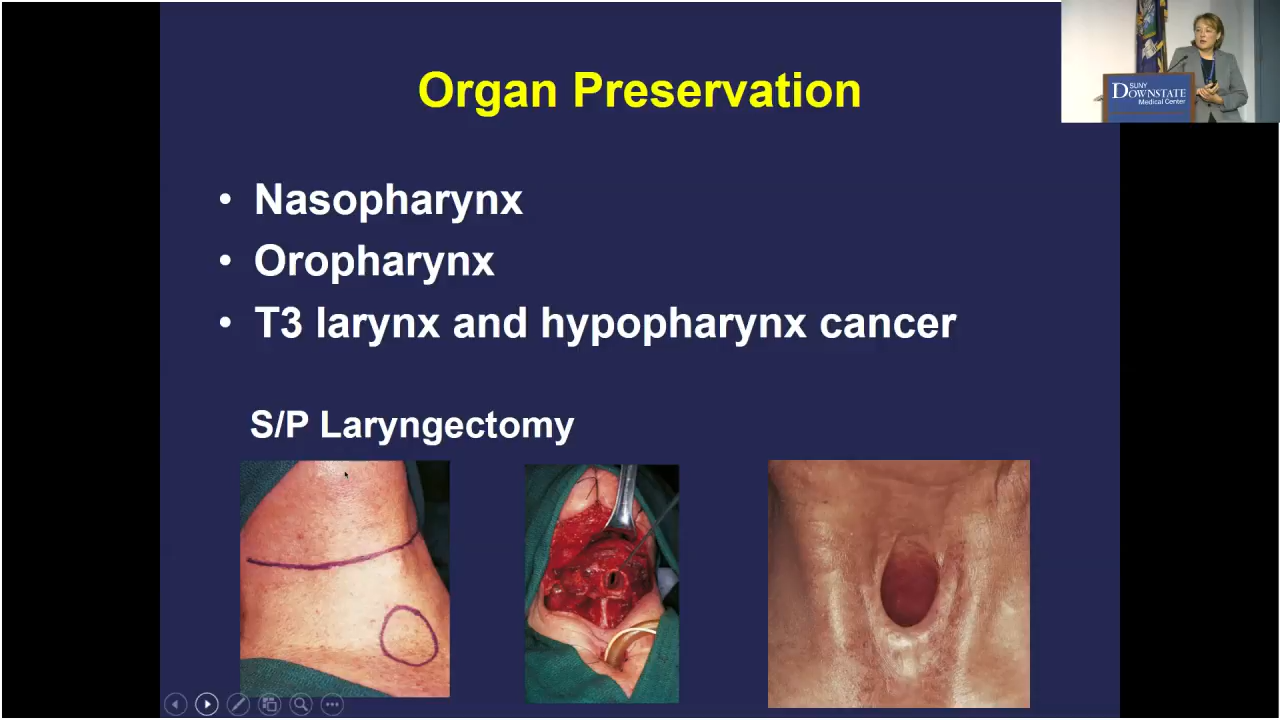 Organ Preservation
SUNY
DOWNSTATE
Medical Center
• Nasopharynx
• Oropharynx
• T3 larynx and hypopharynx cancer
S/P Laryngectomy